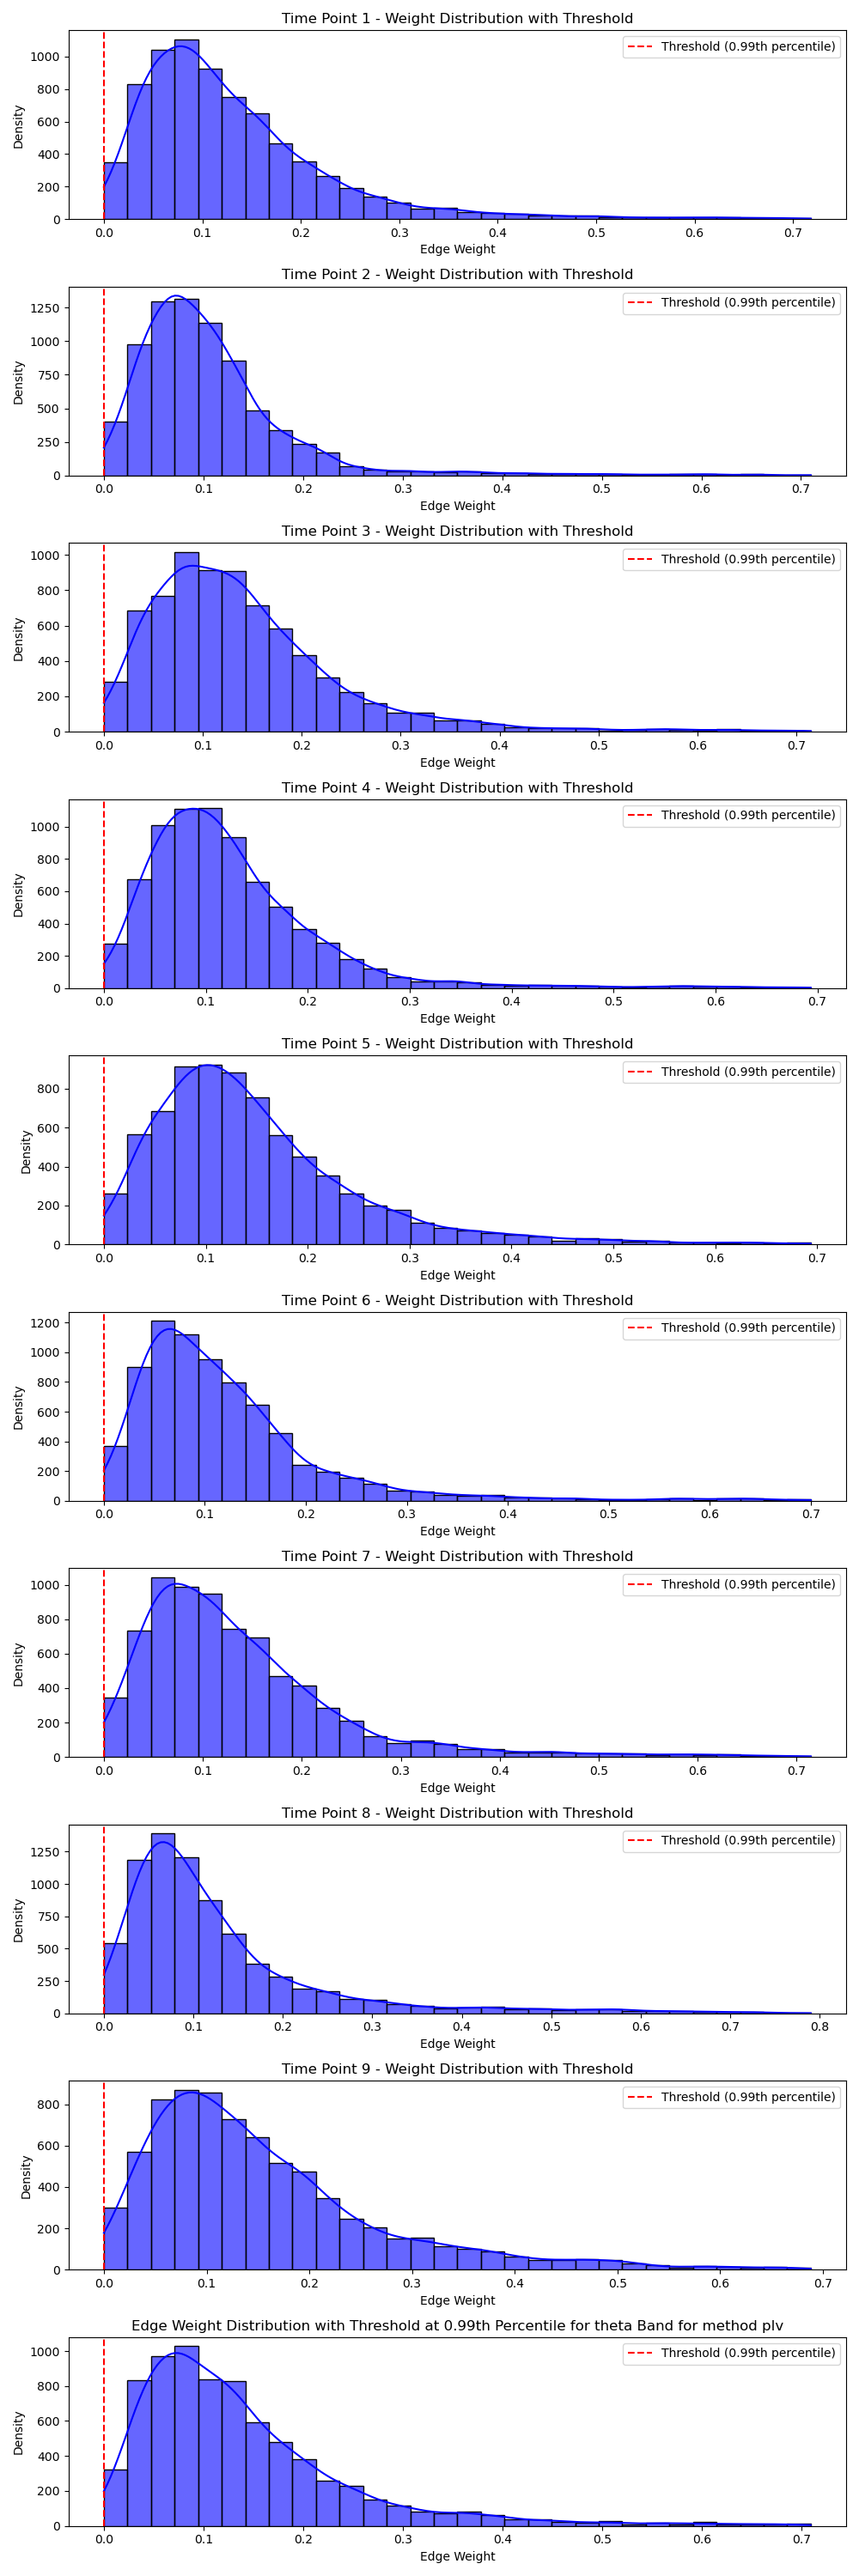 Time Point 1 - Weight Distribution with Threshold
Threshold (0.99th percentile)
Density
1000
800
600
400
200
0
0.0 0.1 0.2 0.3 0.4 0.5 0.6 0.7
Edge Weight
Time Point 2 - Weight Distribution with Threshold
Threshold (0.99th percentile)
Density
1250
1000
750
500
250
0
0.0 0.1 0.2 0.3 0.4 0.5 0.6 0.7
Edge Weight
Time Point 3 - Weight Distribution with Threshold
Threshold (0.99th percentile)
Density
1000
800
600
400
200
0
0.0 0.1 0.2 0.3 0.4 0.5 0.6 0.7
Edge Weight
Time Point 4 - Weight Distribution with Threshold
Threshold (0.99th percentile)
Density
1000
800
600
400
200
0
0.0 0.1 0.2 0.3 0.4 0.5 0.6 0.7
Edge Weight
Time Point 5 - Weight Distribution with Threshold
Threshold (0.99th percentile)
Density
800
600
400
200
0
0.0 0.1 0.2 0.3 0.4 0.5 0.6 0.7
Edge Weight
Time Point 6 - Weight Distribution with Threshold
Threshold (0.99th percentile)
Density
1200
1000
800
600
400
200
0
0.0 0.1 0.2 0.3 0.4 0.5 0.6 0.7
Edge Weight
Time Point 7 - Weight Distribution with Threshold
Threshold (0.99th percentile)
Density
1000
800
600
400
200
0
0.0 0.1 0.2 0.3 0.4 0.5 0.6 0.7
Edge Weight
Time Point 8 - Weight Distribution with Threshold
Threshold (0.99th percentile)
Density
1250
1000
750
500
250
0
0.0 0.1 0.2 0.3 0.4 0.5 0.6 0.7 0.8
Edge Weight
Time Point 9 - Weight Distribution with Threshold
Threshold (0.99th percentile)
Density
800
600
400
200
0
0.0 0.1 0.2 0.3 0.4 0.5 0.6 0.7
Edge Weight
Edge Weight Distribution with Threshold at 0.99th Percentile for theta Band for method plv
Threshold (0.99th percentile)
Density
1000
800
600
400
200
0
0.0 0.1 0.2 0.3 0.4 0.5 0.6 0.7
Edge Weight